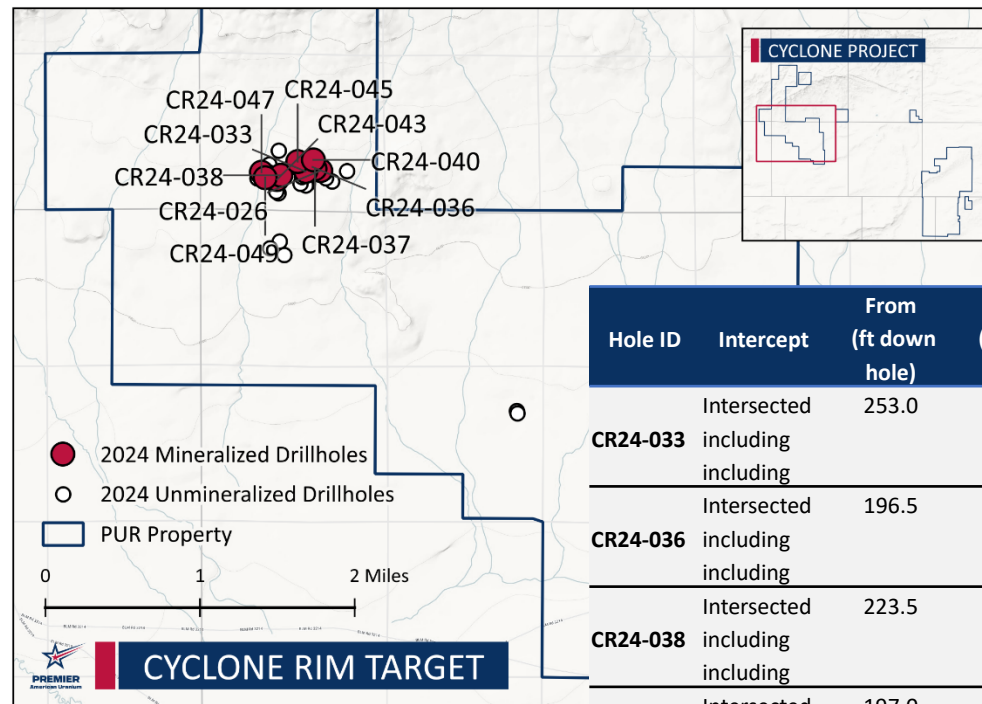 CYCLONE PROJECT
CR24-045
CR24-047
CR24-043
CR24-033
CR24-040
CR24-038
CR24-026
CR24-036
CR24-049
CR24-037
2024 Mineralized Drillholes
2024 Unmineralized Drillholes
PUR Property
0 1 2 Miles
PREMIER
American Uranium
CYCLONE RIM TARGET
From
Hole ID Intercept (ft down
hole)
Intersected 253.0
CR24-033 including
including
Intersected 196.5
CR24-036 including
including
Intersected 223.5
CR24-038 including
including
Intersected 197.0